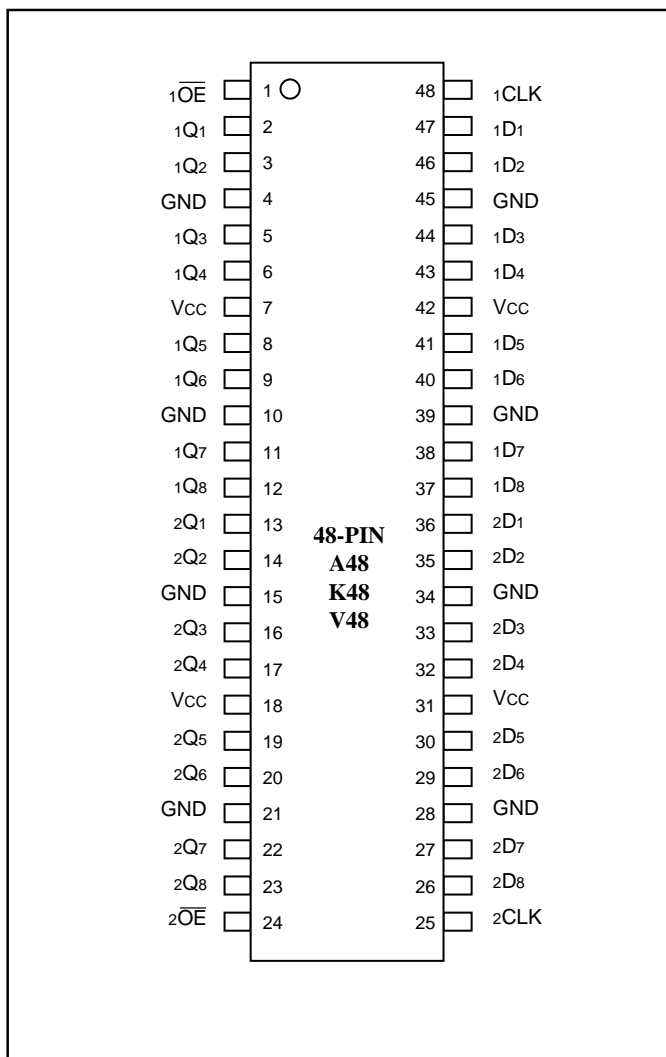 1OE 1 48 1CLK
1Q1 2 47 1D1
1Q2 3 46 1D2
GND 4 45 GND
1Q3 5 44 1D3
1Q4 6 43 1D4
VCC 7 42 VCC
1Q5 8 41 1D5
1Q6 9 40 1D6
GND 10 39 GND
1Q7 11 38 1D7
1Q8 12 37 1D8
2Q1 13 36 2D1
48-PIN
2Q2 14 35 2D2
A48
GND 15 34 GND
K48
V48
2Q3 16 33 2D3
2Q4 17 32 2D4
VCC 18 31 VCC
2Q5 19 30 2D5
2Q6 20 29 2D6
GND 21 28 GND
2Q7 22 27 2D7
2Q8 23 26 2D8
2OE 24 25 2CLK